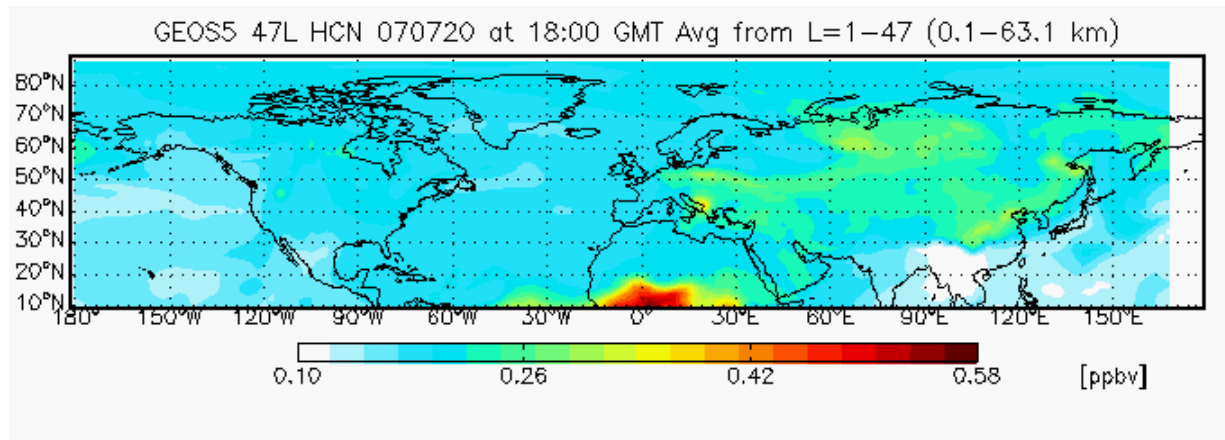 GEOS5 47L HCN 070720 at 18:00 GMT Avg from L=1-47 (0.1-63.1 km)
80°N
70°N
60°N
50°N
40°N
30°N
20°N
10°N
180° 150°W 120°W 90°W 60°W 30°W 0° 30°E 60°E 90°E 120°E 150°E
0.10 0.26 0.42 0.58 [ppbv]